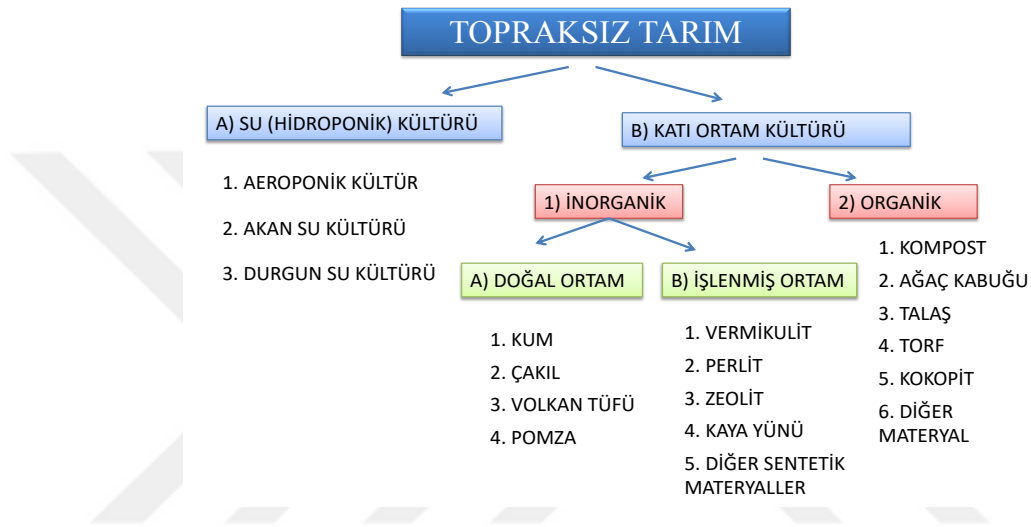 TOPRAKSIZ TARIM
A) SU (HİDROPONİK) KÜLTÜRÜ
1. AEROPONİK KÜLTÜR
2. AKAN SU KÜLTÜRÜ
3. DURGUN SU KÜLTÜRÜ
B) KATI ORTAM KÜLTÜRÜ
1) İNORGANİK
A) DOĞAL ORTAM
1. KUM
2. ÇAKIL
3. VOLKAN TÜFÜ
4. POMZA
B) İŞLENMİŞ ORTAM
1. VERMİKULİT
2. PERLİT
3. ZEOLİT
4. KAYA YÜNÜ
5. DİĞER SENTETİK
MATERYALLER
2) ORGANİK
1. KOMPOST
2. AĞAÇ KABUĞU
3. TALAŞ
4. TORF
5. KOKOPİT
6. DİĞER
MATERYAL